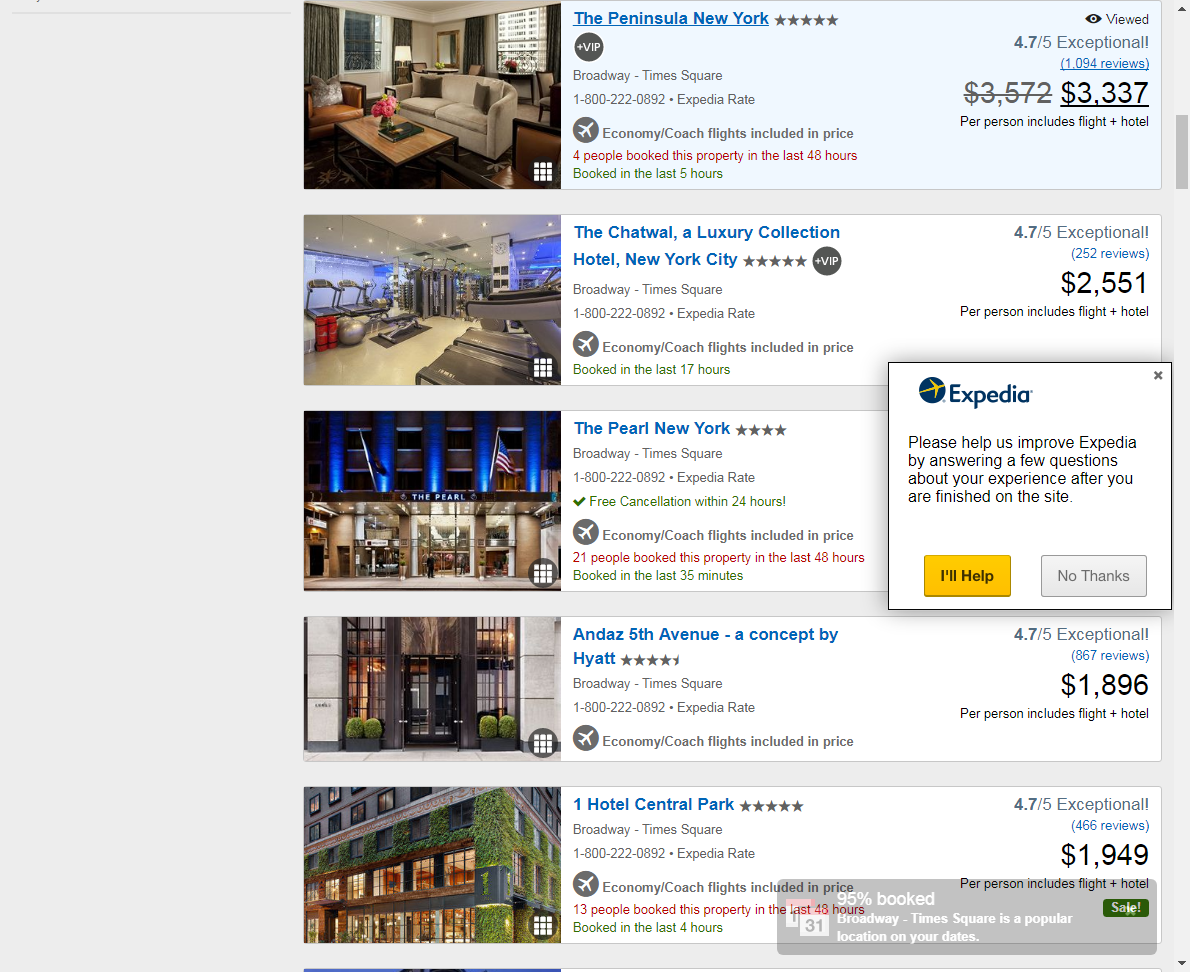 The Peninsula New York
Viewed
+VIP
4.7/5 Exceptional!
(1,094 reviews)
Broadway - Times Square
$3,572 $3,337
1-800-222-0892 • Expedia Rate
Per person includes flight + hotel
Economy/Coach flights included in price
4 people booked this property in the last 48 hours
Booked in the last 5 hours
The Chatwal, a Luxury Collection
Hotel, New York City
+VIP
4.7/5 Exceptional!
(252 reviews)
$2,551
Broadway - Times Square
1-800-222-0892 • Expedia Rate
Per person includes flight + hotel
Economy/Coach flights included in price
Booked in the last 17 hours
THE PEARL
The Pearl New York
Broadway - Times Square
1-800-222-0892 • Expedia Rate
Free Cancellation within 24 hours!
Economy/Coach flights included in price
21 people booked this property in the last 48 hours
Booked in the last 35 minutes
Expedia
Please help us improve Expedia
by answering a few questions
about your experience after you
are finished on the site.
I'll Help
No Thanks
Andaz 5th Avenue - a concept by
Hyatt
4.7/5 Exceptional!
(867 reviews)
Broadway - Times Square
$1,896
1-800-222-0892 • Expedia Rate
Per person includes flight + hotel
Economy/Coach flights included in price
1 Hotel Central Park
4.7/5 Exceptional!
(466 reviews)
Broadway - Times Square
$1,949
1-800-222-0892 • Expedia Rate
Per person includes flight + hotel
Economy/Coach flights included in price
13 people booked this property in the last 48 hours
Booked in the last 4 hours
95% booked
Sale!
31
Broadway - Times Square is a popular
location on your dates.